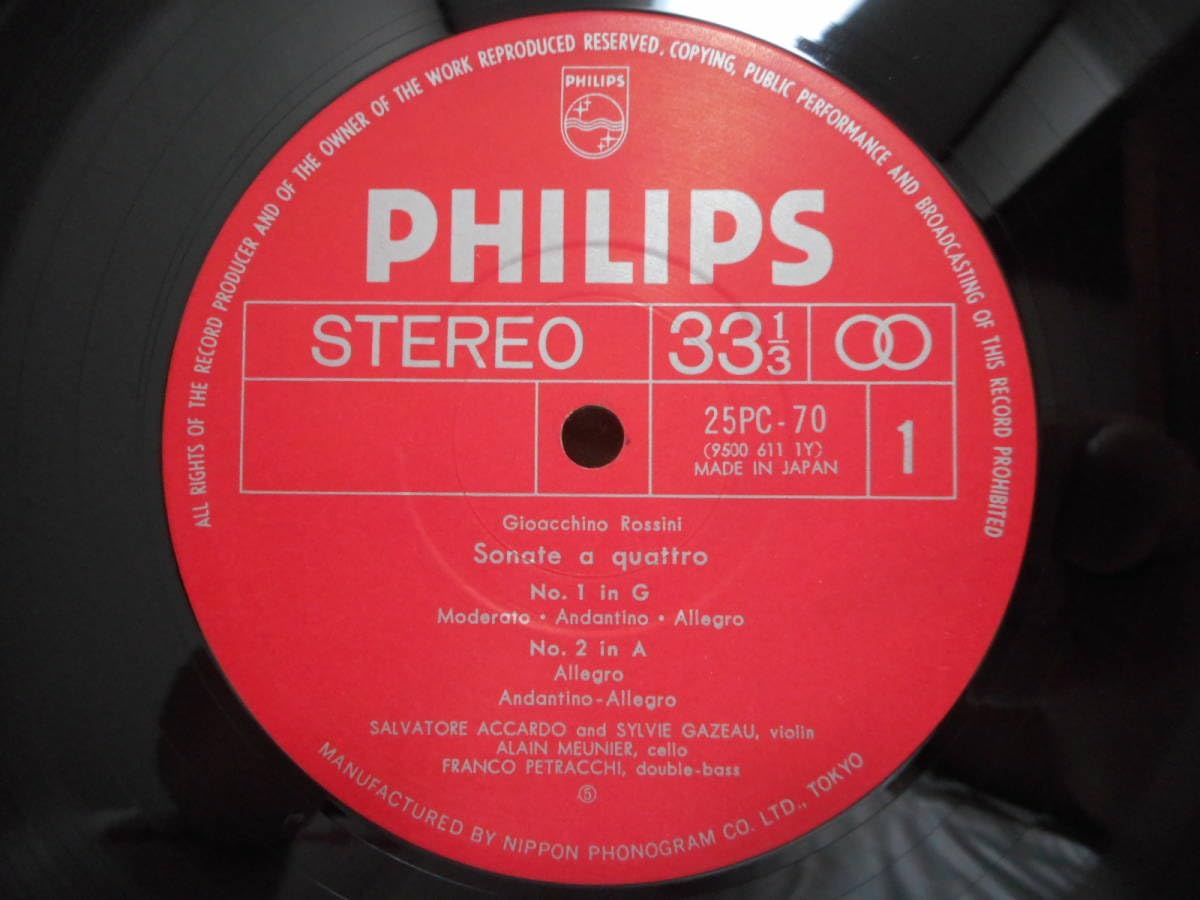 ALL RIGHTS OF THE RECORD PRODUCER AND OF THE OWNER OF THE WORK REPRODUCED RESERVED. COPYING, PUBLIC PERFORMANCE AND BROADCASTING OF THIS RECORD PROHIBITED
PHILIPS
PHILIPS
STEREO 33 1/3
25PC-70
(9500 611 1Y)
MADE IN JAPAN
1
Gioacchino Rossini
Sonate a quattro
No. 1 in G
Moderato • Andantino • Allegro
No. 2 in A
Allegro
Andantino-Allegro
SALVATORE ACCARDO and SYLVIE GAZEAU, violin
ALAIN MEUNIER, cello
FRANCO PETRACCHI, double-bass
⑤
MANUFACTURED BY NIPPON PHONOGRAM CO. LTD., TOKYO